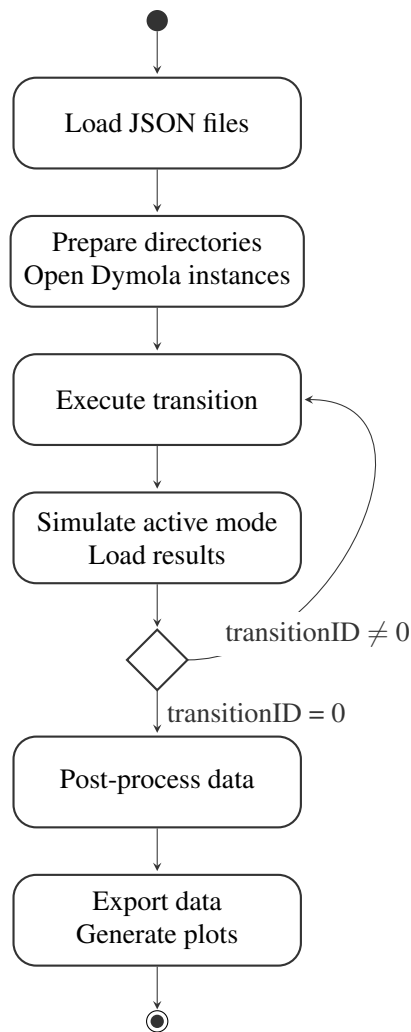 Load JSON files
Prepare directories
Open Dymola instances
Execute transition
Simulate active mode
Load results
transitionID ≠ 0
transitionID = 0
Post-process data
Export data
Generate plots